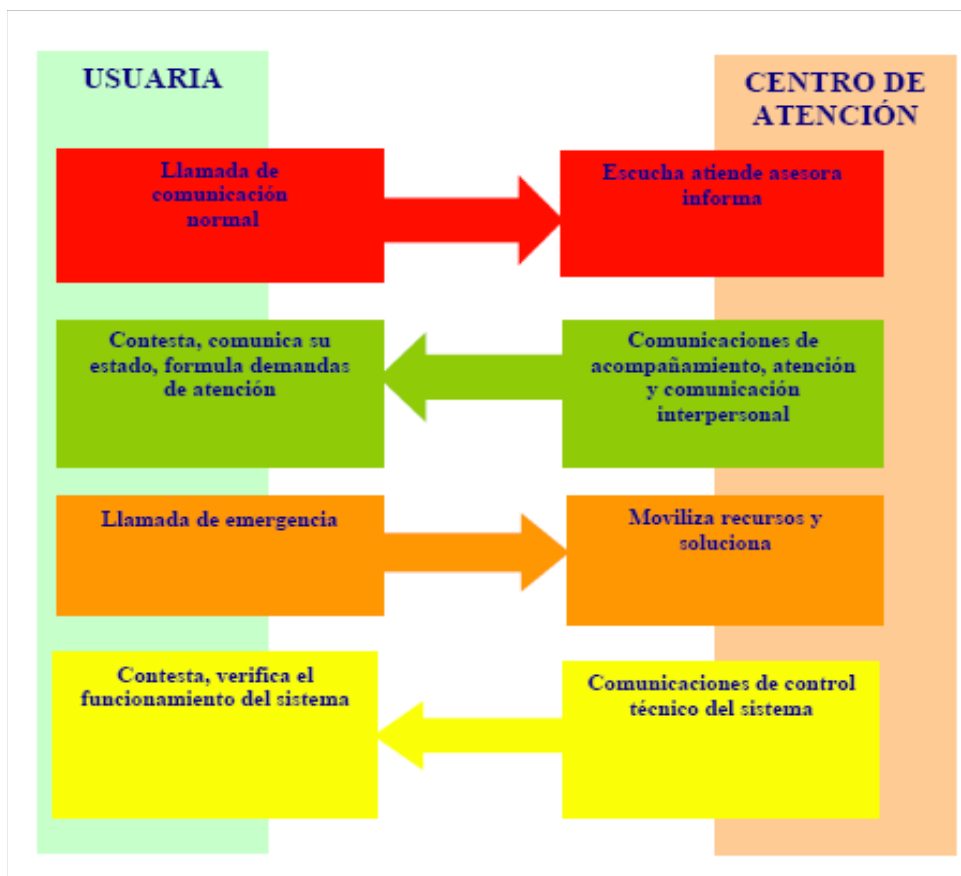 USUARIA
CENTRO DE
ATENCIÓN
Llamada de
comunicación
normal
Escucha atiende asesora
informa
Contesta, comunica su
estado, formula demandas
de atención
Comunicaciones de
acompañamiento, atención
y comunicación
interpersonal
Llamada de emergencia
Moviliza recursos y
soluciona
Contesta, verifica el
funcionamiento del sistema
Comunicaciones de control
técnico del sistema